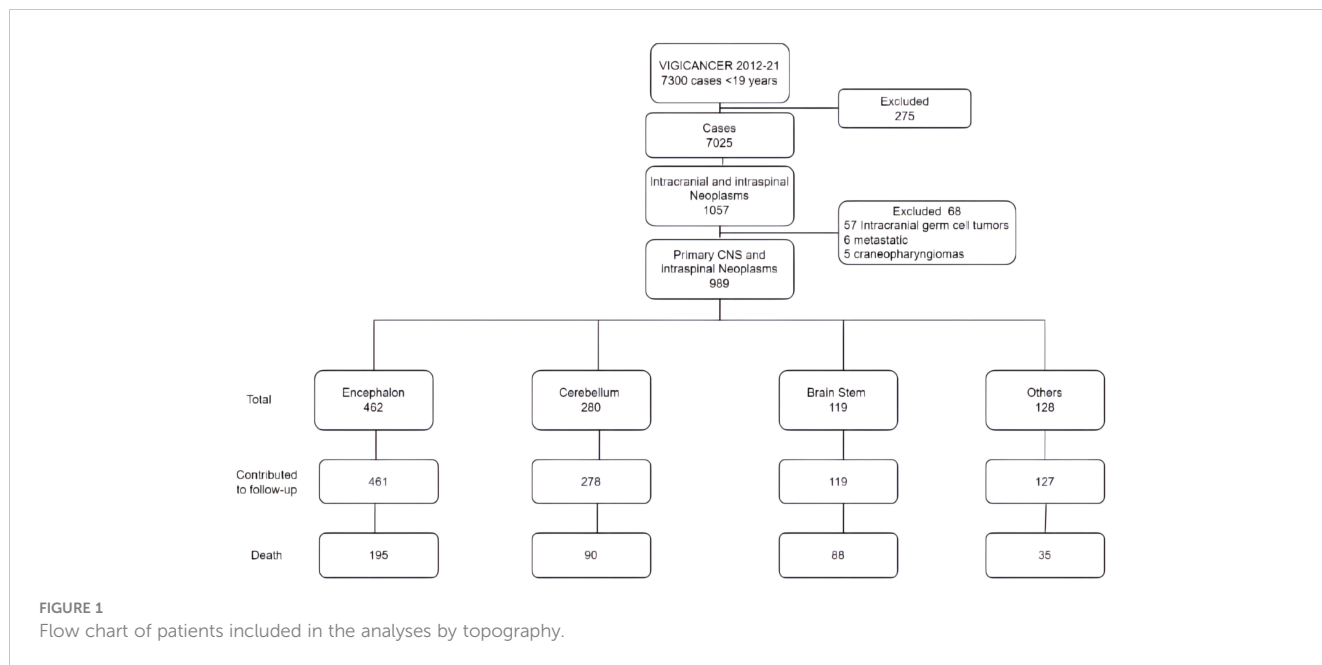 VIGICANCER 2012-21
7300 cases <19 years
Excluded
275
Cases
7025
Intracranial and intraspinal
Neoplasms
1057
Excluded 68
57 Intracranial germ cell tumors
6 metastatic
5 craneopharyngiomas
Primary CNS and
intraspinal Neoplasms
989
Total
Encephalon
462
Cerebellum
280
Brain Stem
119
Others
128
Contributed
to follow-up
461
278
119
127
Death
195
90
88
35
FIGURE 1
Flow chart of patients included in the analyses by topography.